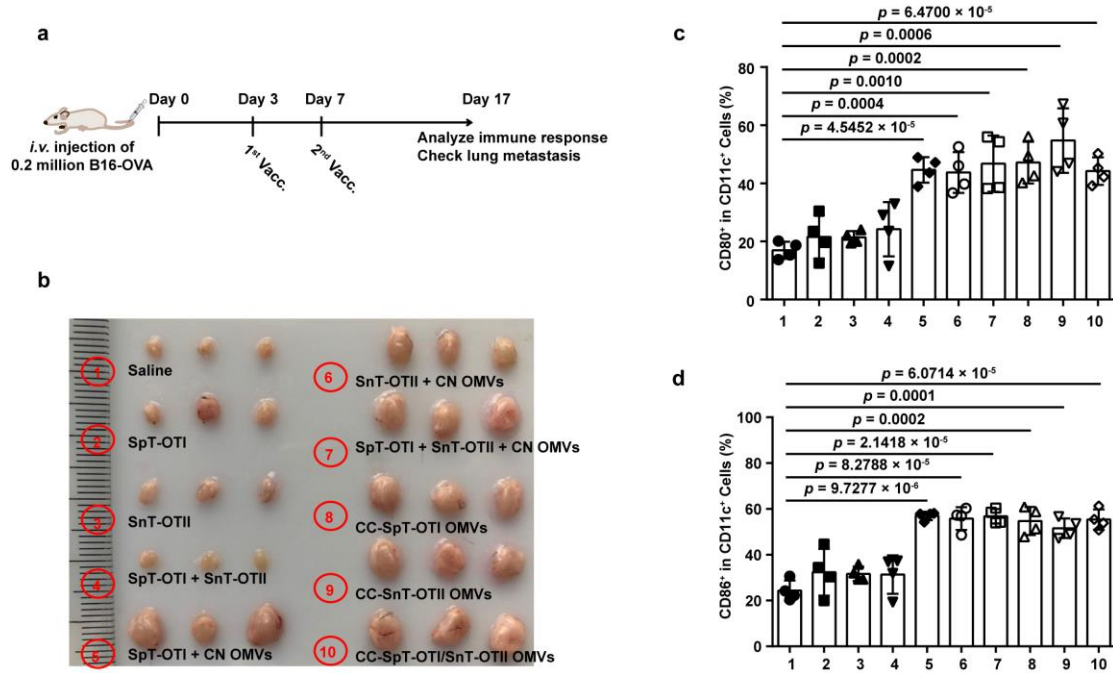 a
Day 0
Day 3
Day 7
Day 17
i.v. injection of
0.2 million B16-OVA
1st Vacc.
2nd Vacc.
Analyze immune response
Check lung metastasis
b
1
Saline
2
SpT-OTI
3
SnT-OTII
4
SpT-OTI + SnT-OTII
5
SpT-OTI + CN OMVs
6
SnT-OTII + CN OMVs
7
SpT-OTI + SnT-OTII + CN OMVs
8
CC-SpT-OTI OMVs
9
CC-SnT-OTII OMVs
10
CC-SpT-OTI/SnT-OTII OMVs
c
p = 6.4700 × 10-5
p = 0.0006
p = 0.0002
p = 0.0010
p = 0.0004
p = 4.5452 × 10-5
CD80+ in CD11c+ Cells (%)
80
60
40
20
0
1 2 3 4 5 6 7 8 9 10
d
p = 6.0714 × 10-5
p = 0.0001
p = 0.0002
p = 2.1418 × 10-5
p = 8.2788 × 10-5
p = 9.7277 × 10-6
CD86+ in CD11c+ Cells (%)
100
80
60
40
20
0
1 2 3 4 5 6 7 8 9 10